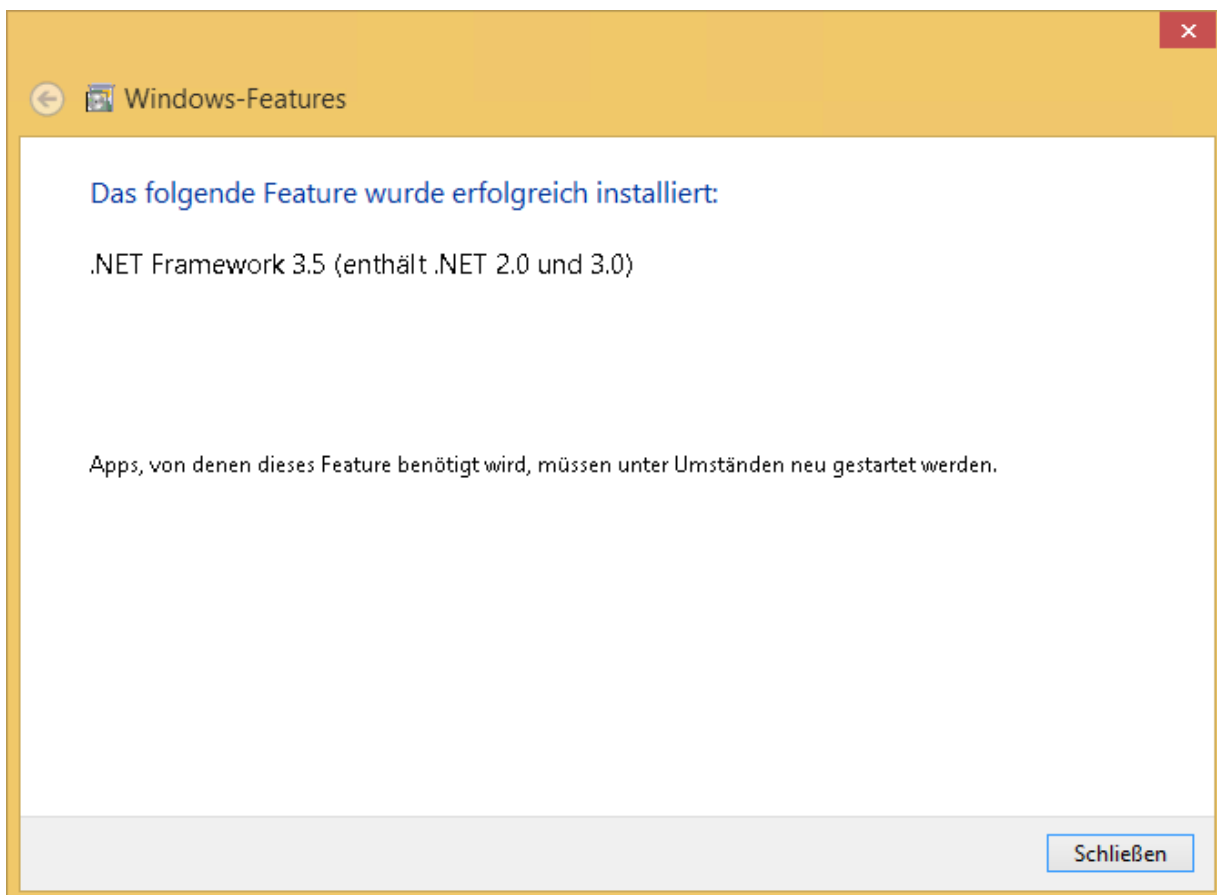 Windows-Features
Das folgende Feature wurde erfolgreich installiert:
.NET Framework 3.5 (enthält .NET 2.0 und 3.0)
Apps, von denen dieses Feature benötigt wird, müssen unter Umständen neu gestartet werden.
Schließen